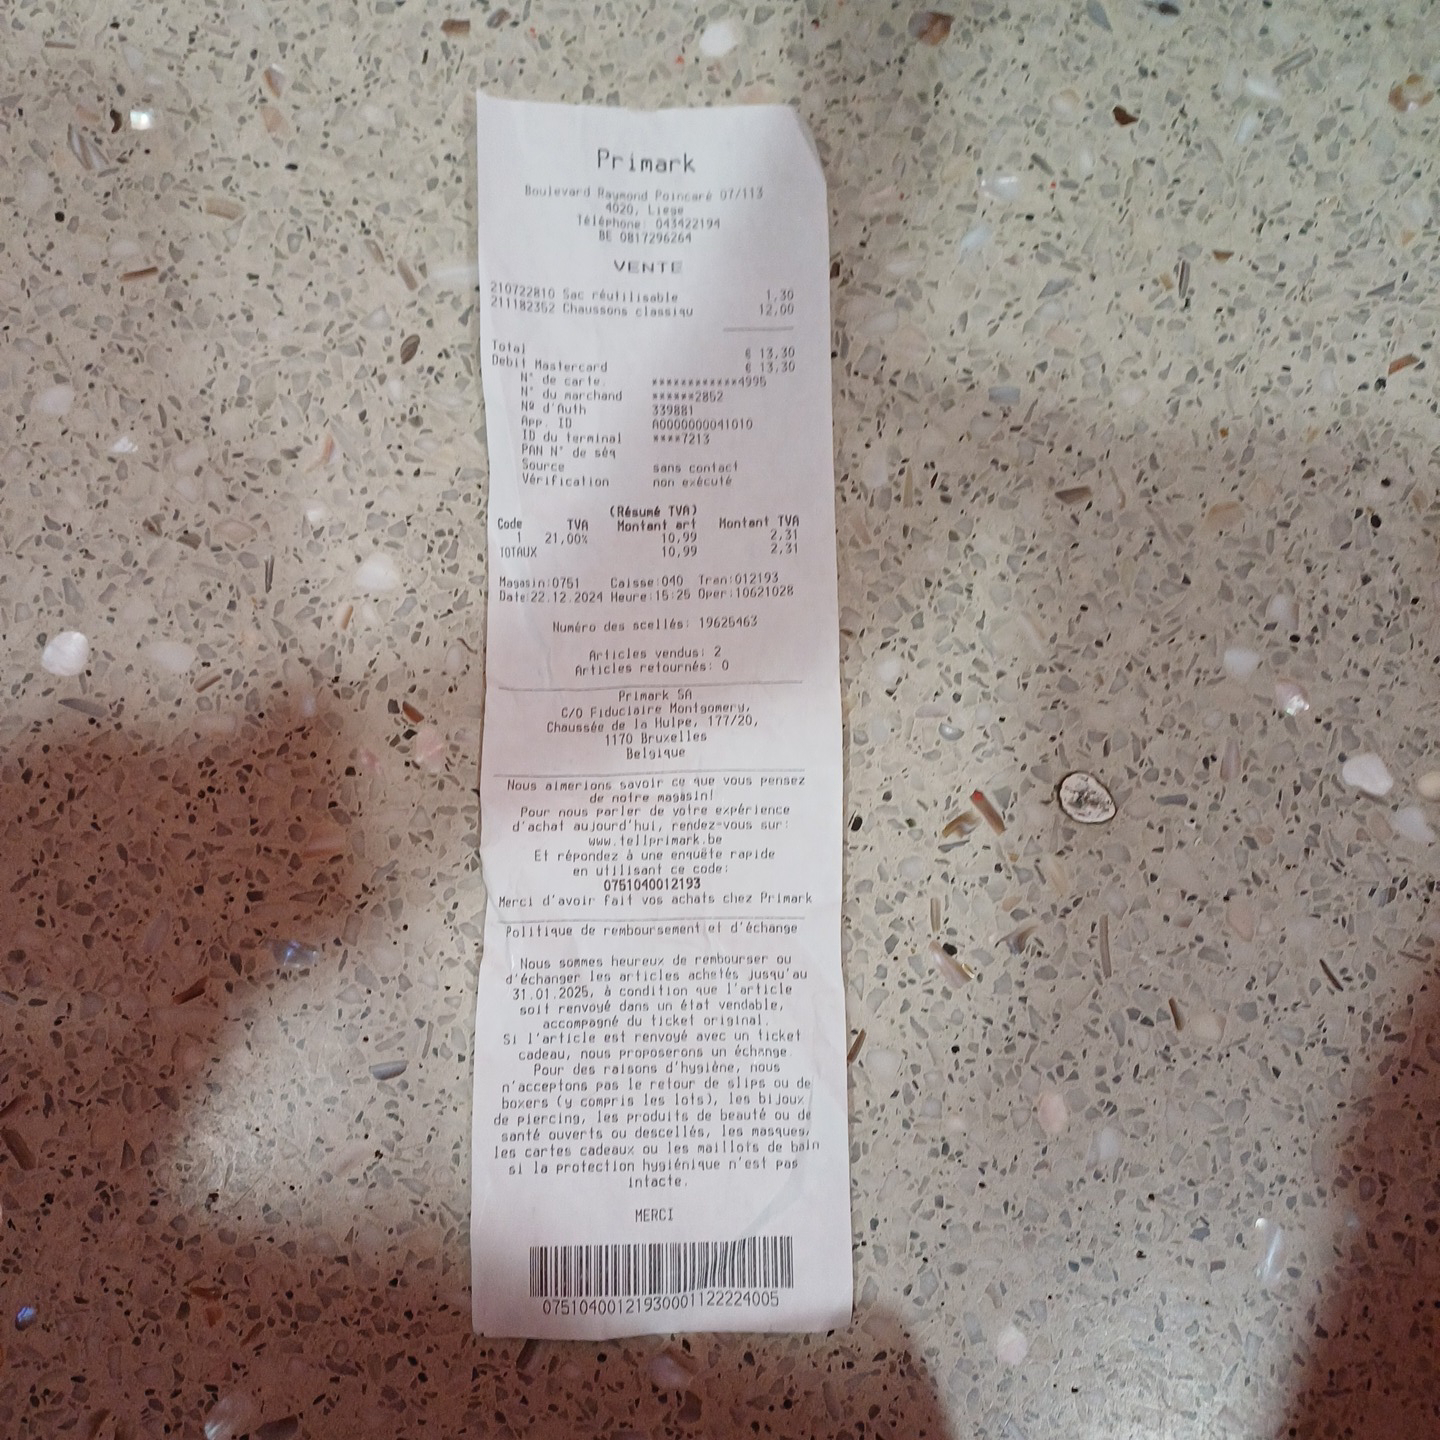 Primark
Boulevard Raymond Poincaré 07/113
4020, Liege
Téléphone: 043422194
BE 0817296264
VENTE
210722810 Sac réutilisable 1,30
211182352 Chaussons classiqu 12,00
Total € 13,30
Debit Mastercard € 13,30
N° de carte. ************4995
N° du marchand ******2852
Nº d'Auth 339881
App. ID A0000000041010
ID du terminal ****7213
PAN N° de séq
Source sans contact
Vérification non exécuté
(Résumé TVA)
Code TVA Montant art Montant TVA
1 21,00% 10,99 2,31
TOTAUX 10,99 2,31
Magasin:0751 Caisse:040 Tran:012193
Date:22.12.2024 Heure:15:25 Oper:10621028
Numéro des scellés: 19625463
Articles vendus: 2
Articles retournés: 0
Primark SA
C/O Fiduciaire Montgomery,
Chaussée de la Hulpe, 177/20,
1170 Bruxelles
Belgique
Nous aimerions savoir ce que vous pensez
de notre magasin!
Pour nous parler de votre expérience
d'achat aujourd'hui, rendez-vous sur:
www.tellprimark.be
Et répondez à une enquête rapide
en utilisant ce code:
0751040012193
Merci d'avoir fait vos achats chez Primark
Politique de remboursement et d'échange
Nous sommes heureux de rembourser ou
d'échanger les articles achetés jusqu'au
31.01.2025, à condition que l'article
soit renvoyé dans un état vendable,
accompagné du ticket original.
Si l'article est renvoyé avec un ticket
cadeau, nous proposerons un échange.
Pour des raisons d'hygiène, nous
n'acceptons pas le retour de slips ou de
boxers (y compris les lots), les bijoux
de piercing, les produits de beauté ou de
santé ouverts ou descellés, les masques,
les cartes cadeaux ou les maillots de bain
si la protection hygiénique n'est pas
intacte.
MERCI
07510400121930001122224005